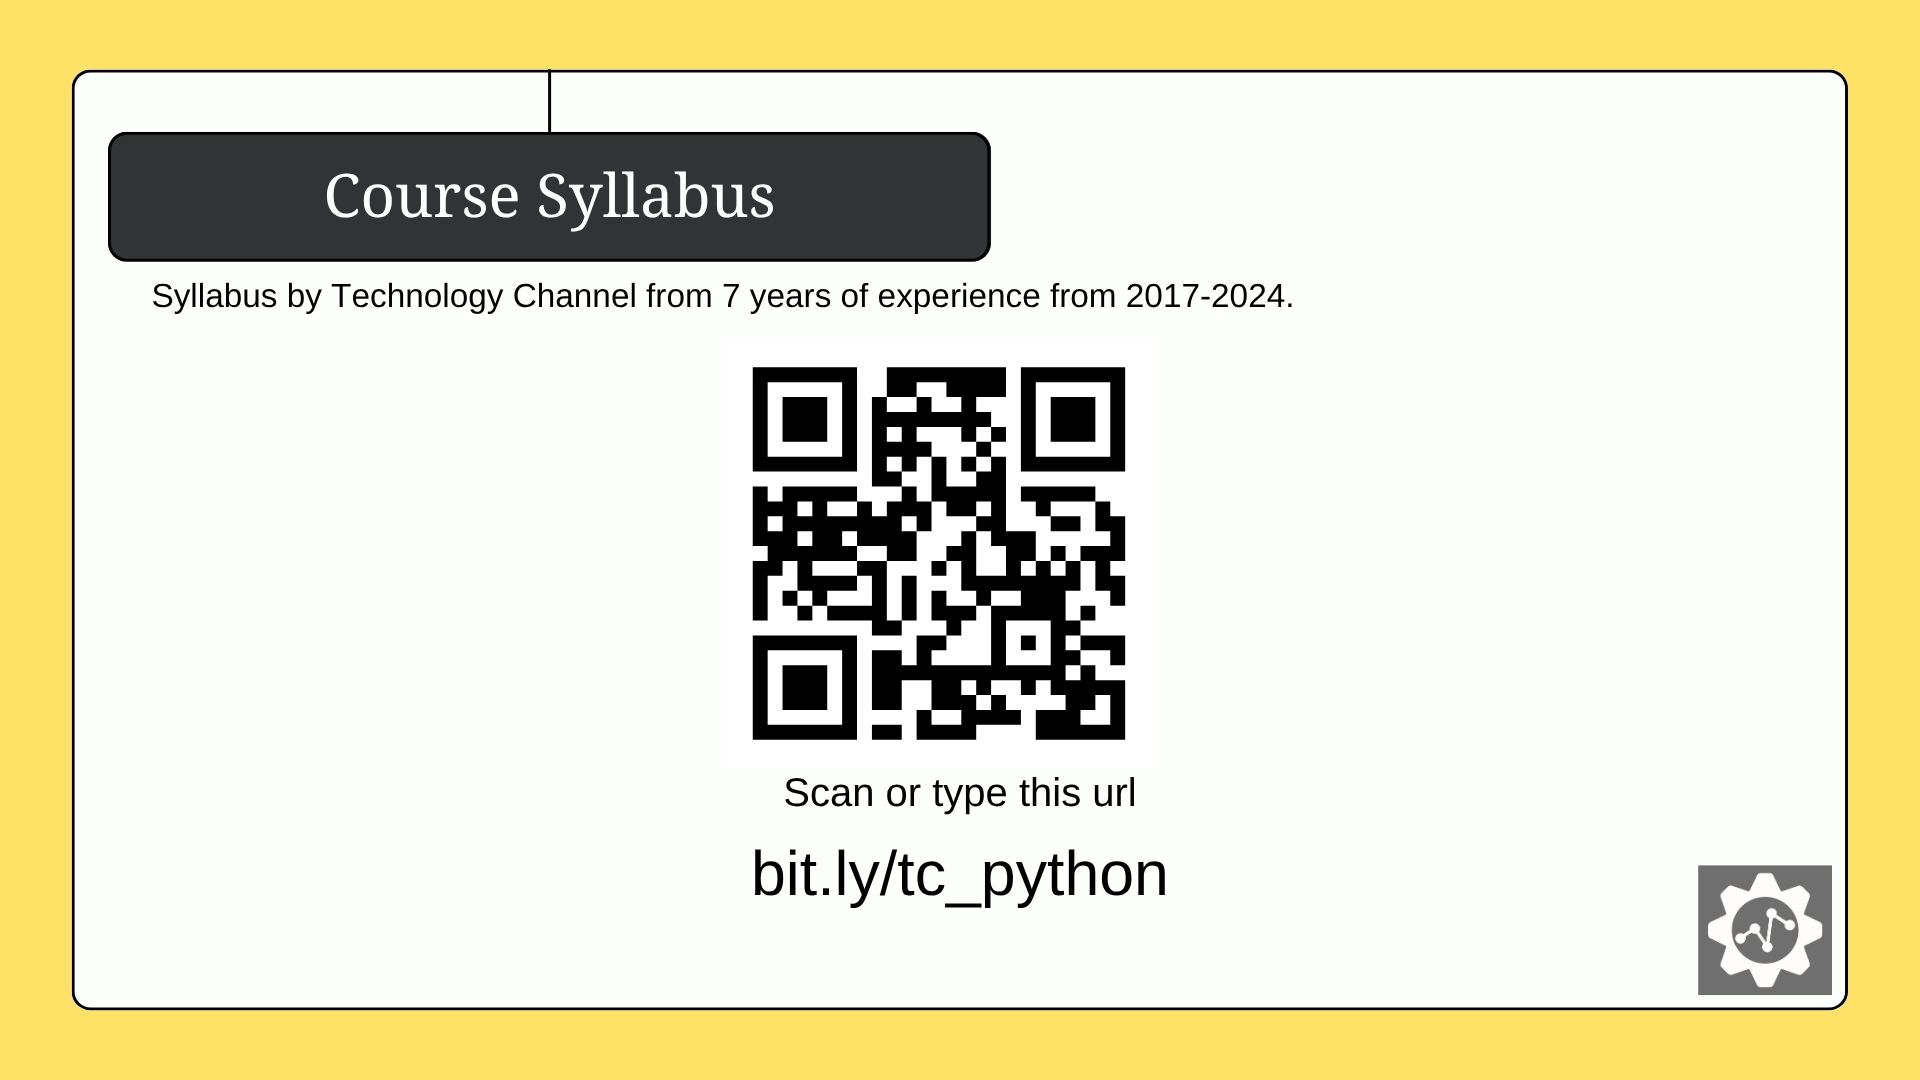 Course Syllabus
Syllabus by Technology Channel from 7 years of experience from 2017-2024.
Scan or type this url
bit.ly/tc_python